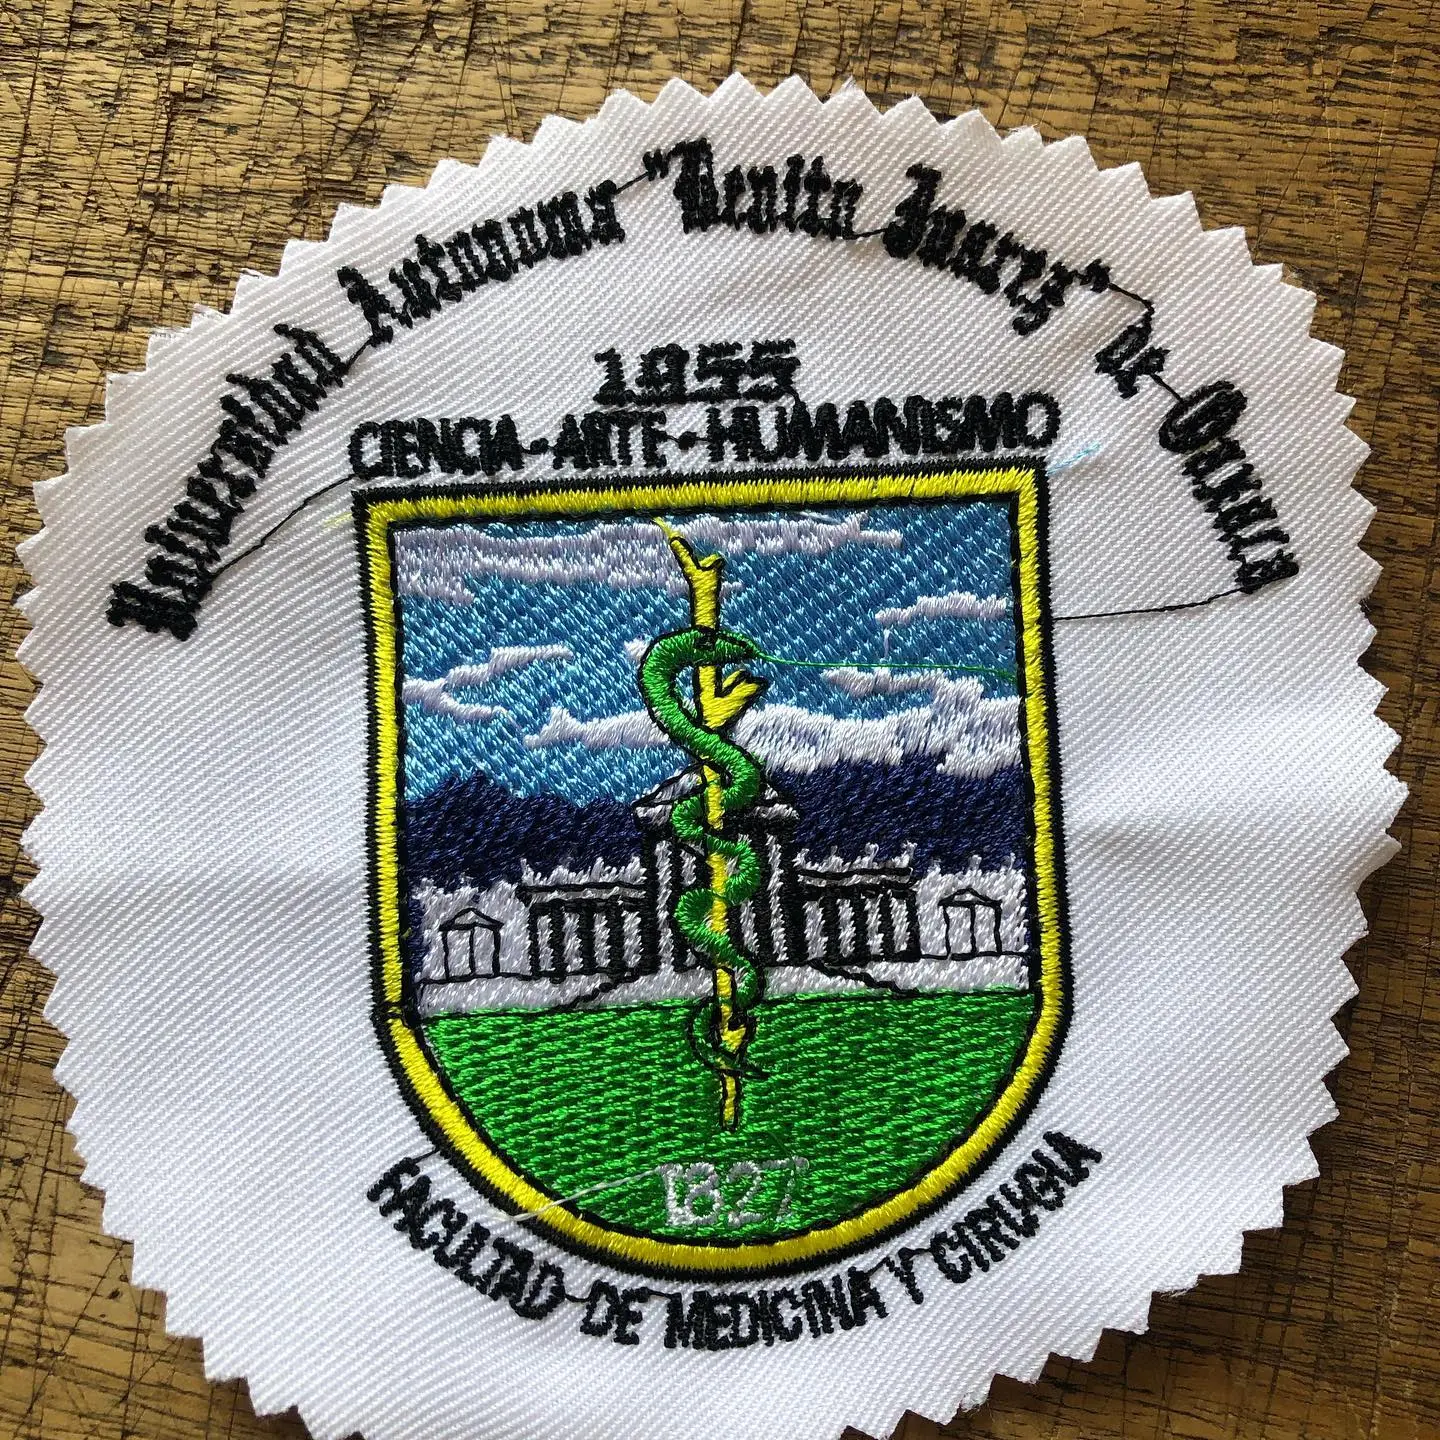 Universidad Autonoma "Benito Juarez" de Oaxaca
1955
CIENCIA-ARTE-HUMANISMO
1827
FACULTAD DE MEDICINA Y CIRUGIA